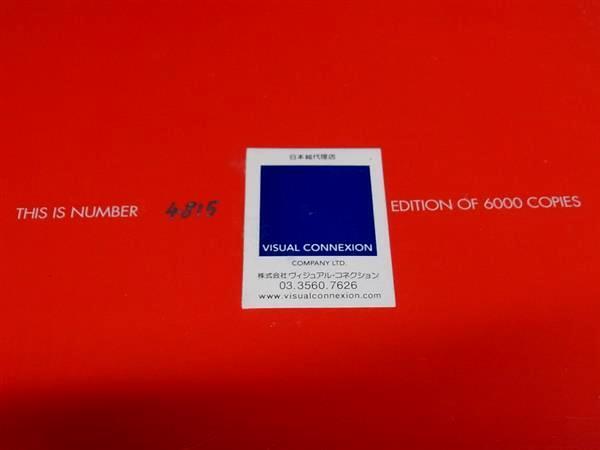 日本総代理店
THIS IS NUMBER 4815 EDITION OF 6000 COPIES
VISUAL CONNEXION
COMPANY LTD.
株式会社 ヴィジュアル・コネクション
03.3560.7626
www.visualconnexion.com